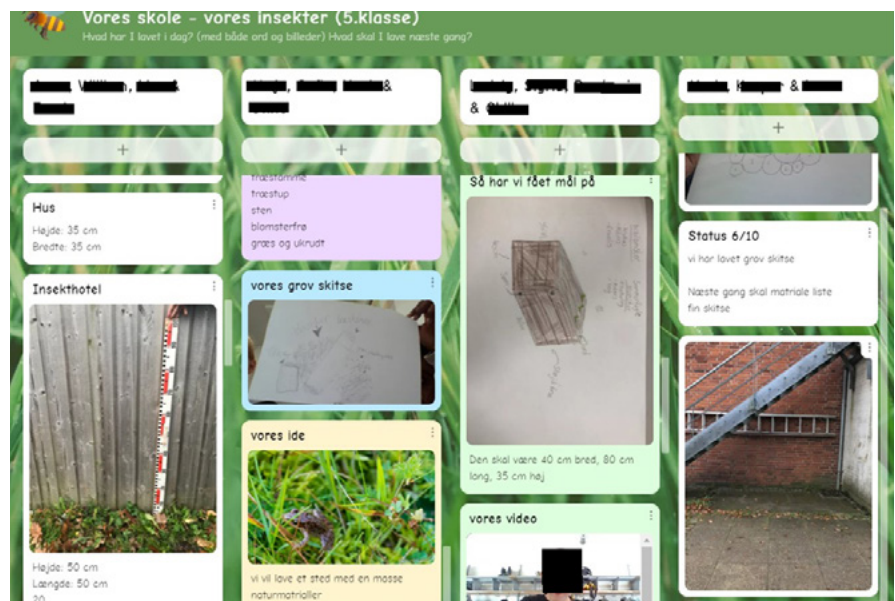 Vores skole - vores insekter (5.klasse)
Hvad har I lavet i dag? (med både ord og billeder) Hvad skal I lave næste gang?
&
+
Hus
Højde: 35 cm
Bredte: 35 cm
Insekthotel
Højde: 50 cm
Længde: 50 cm
20
&
+
træstamme
træstup
sten
blomsterfrø
græs og ukrudt
vores grov skitse
vores ide
vi vil lave et sted med en masse
naturmatrialler
&
+
Så har vi fået mål på
Den skal være 40 cm bred, 80 cm
lang, 35 cm høj
vores video
&
+
Status 6/10
vi har lavet grov skitse
Næste gang skal matriale liste
fin skitse